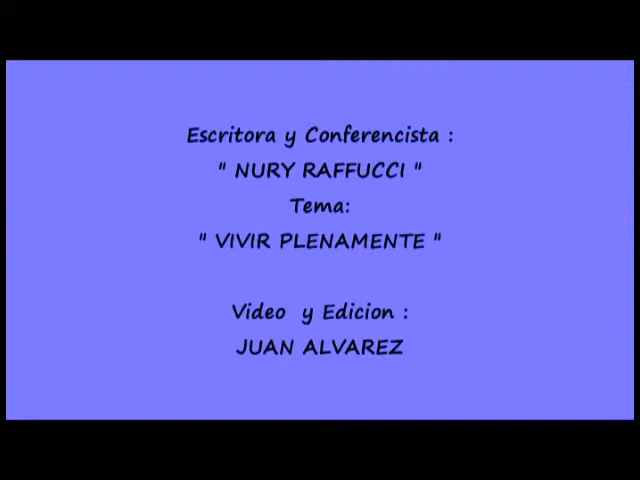 Escritora y Conferencista :
" NURY RAFFUCCI "
Tema:
" VIVIR PLENAMENTE "
Video y Edicion :
JUAN ALVAREZ